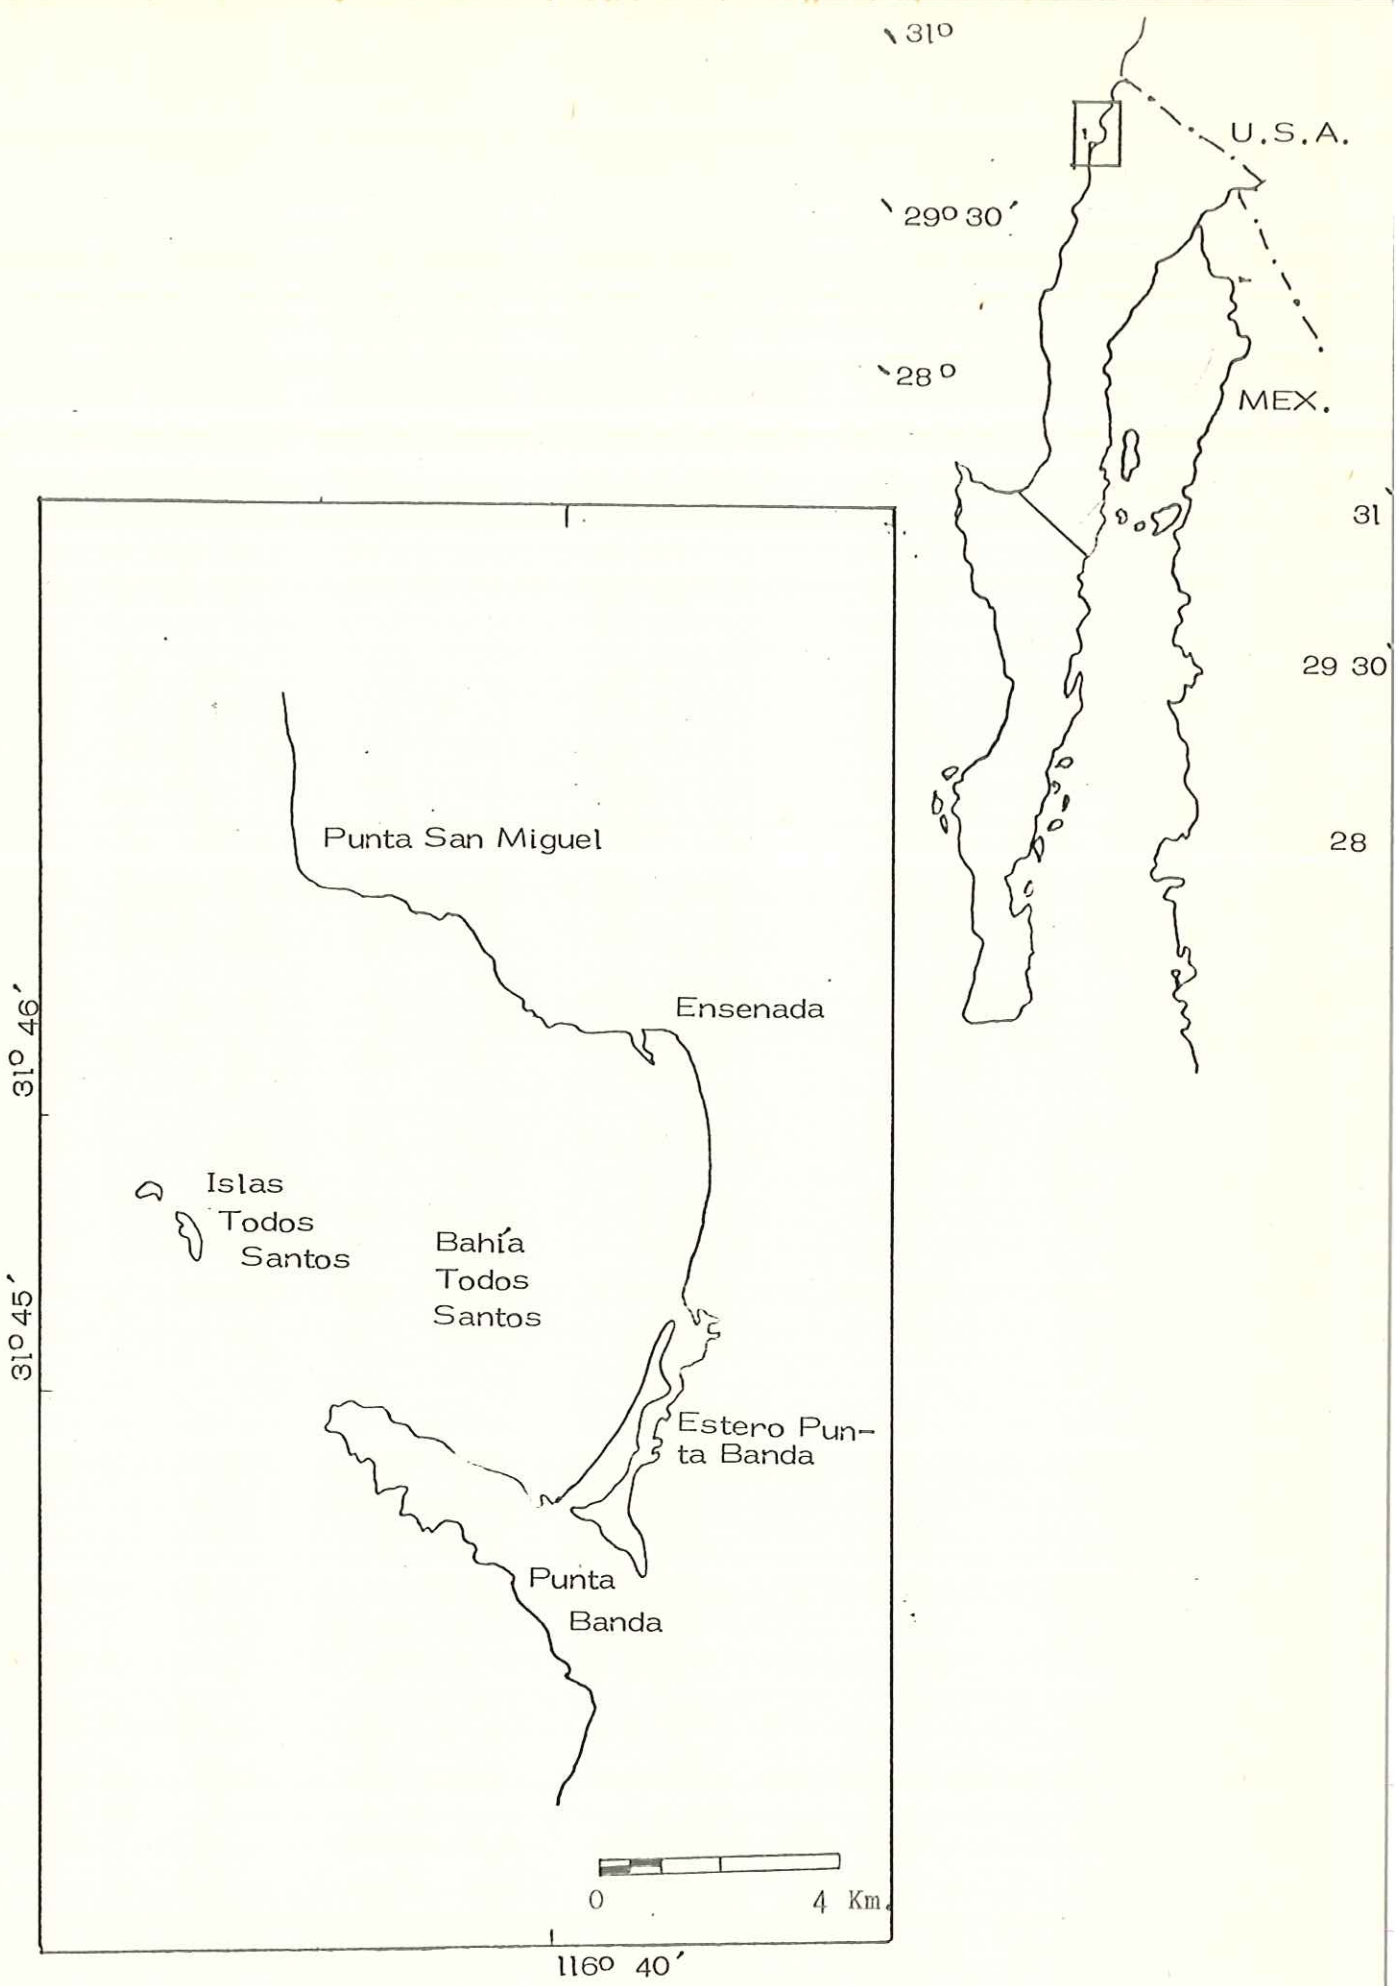 31°
U.S.A.
29° 30′
28°
MEX.
31
29 30
28
Punta San Miguel
Ensenada
31° 46′
Islas
Todos
Santos
Bahía
Todos
Santos
31° 45′
Estero Pun-
ta Banda
Punta
Banda
0 4 Km.
116° 40′